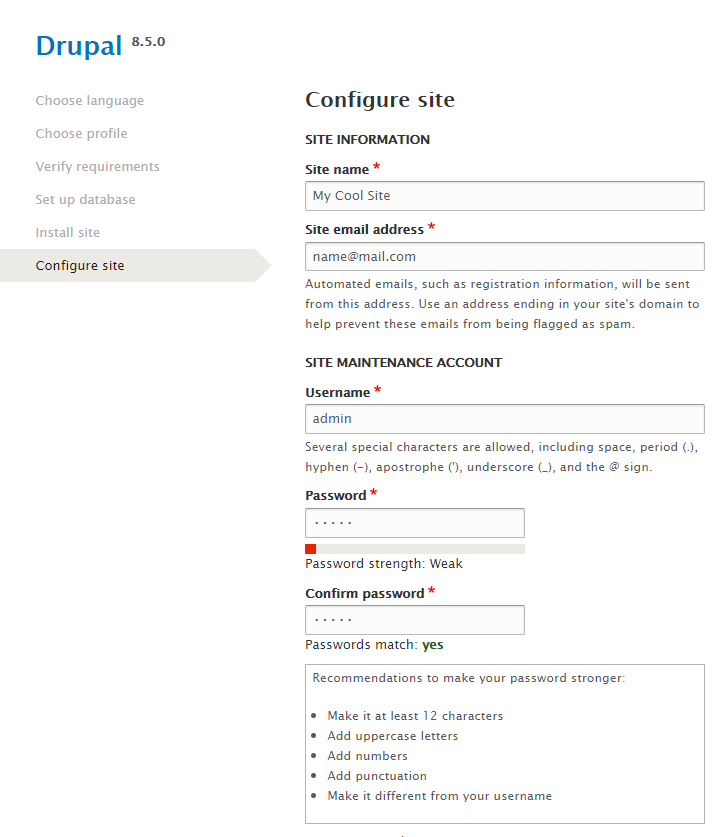 Drupal 8.5.0
Choose language
Choose profile
Verify requirements
Set up database
Install site
Configure site
Configure site
SITE INFORMATION
Site name *
My Cool Site
Site email address *
name@mail.com
Automated emails, such as registration information, will be sent
from this address. Use an address ending in your site's domain to
help prevent these emails from being flagged as spam.
SITE MAINTENANCE ACCOUNT
Username *
admin
Several special characters are allowed, including space, period (.),
hyphen (-), apostrophe ('), underscore (_), and the @ sign.
Password *
·····
Password strength: Weak
Confirm password *
·····
Passwords match: yes
Recommendations to make your password stronger:
• Make it at least 12 characters
• Add uppercase letters
• Add numbers
• Add punctuation
• Make it different from your username